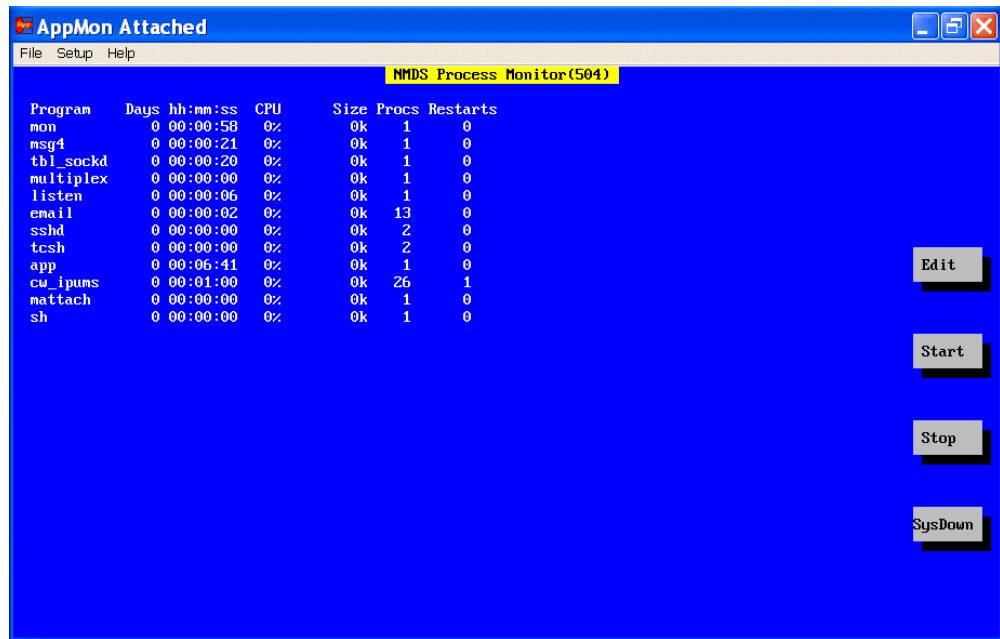 AppMon Attached
File Setup Help
NMDS Process Monitor(504)
Program Days hh:mm:ss CPU Size Procs Restarts
mon 0 00:00:58 0% 0k 1 0
msg4 0 00:00:21 0% 0k 1 0
tbl_sockd 0 00:00:20 0% 0k 1 0
multiplex 0 00:00:00 0% 0k 1 0
listen 0 00:00:06 0% 0k 1 0
email 0 00:00:02 0% 0k 13 0
sshd 0 00:00:00 0% 0k 2 0
tcsh 0 00:00:00 0% 0k 2 0
app 0 00:06:41 0% 0k 1 0
cw_ipums 0 00:01:00 0% 0k 26 1
mattach 0 00:00:00 0% 0k 1 0
sh 0 00:00:00 0% 0k 1 0
Edit
Start
Stop
SysDown